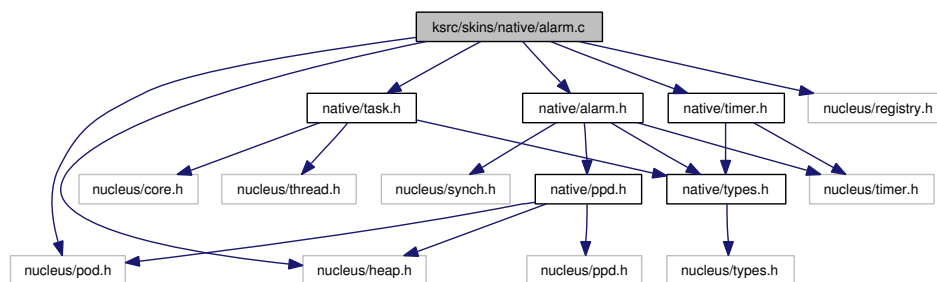 ksrc/skins/native/alarm.c
native/task.h
native/alarm.h
native/timer.h
nucleus/registry.h
nucleus/core.h
nucleus/thread.h
nucleus/synch.h
native/ppd.h
native/types.h
nucleus/timer.h
nucleus/pod.h
nucleus/heap.h
nucleus/ppd.h
nucleus/types.h